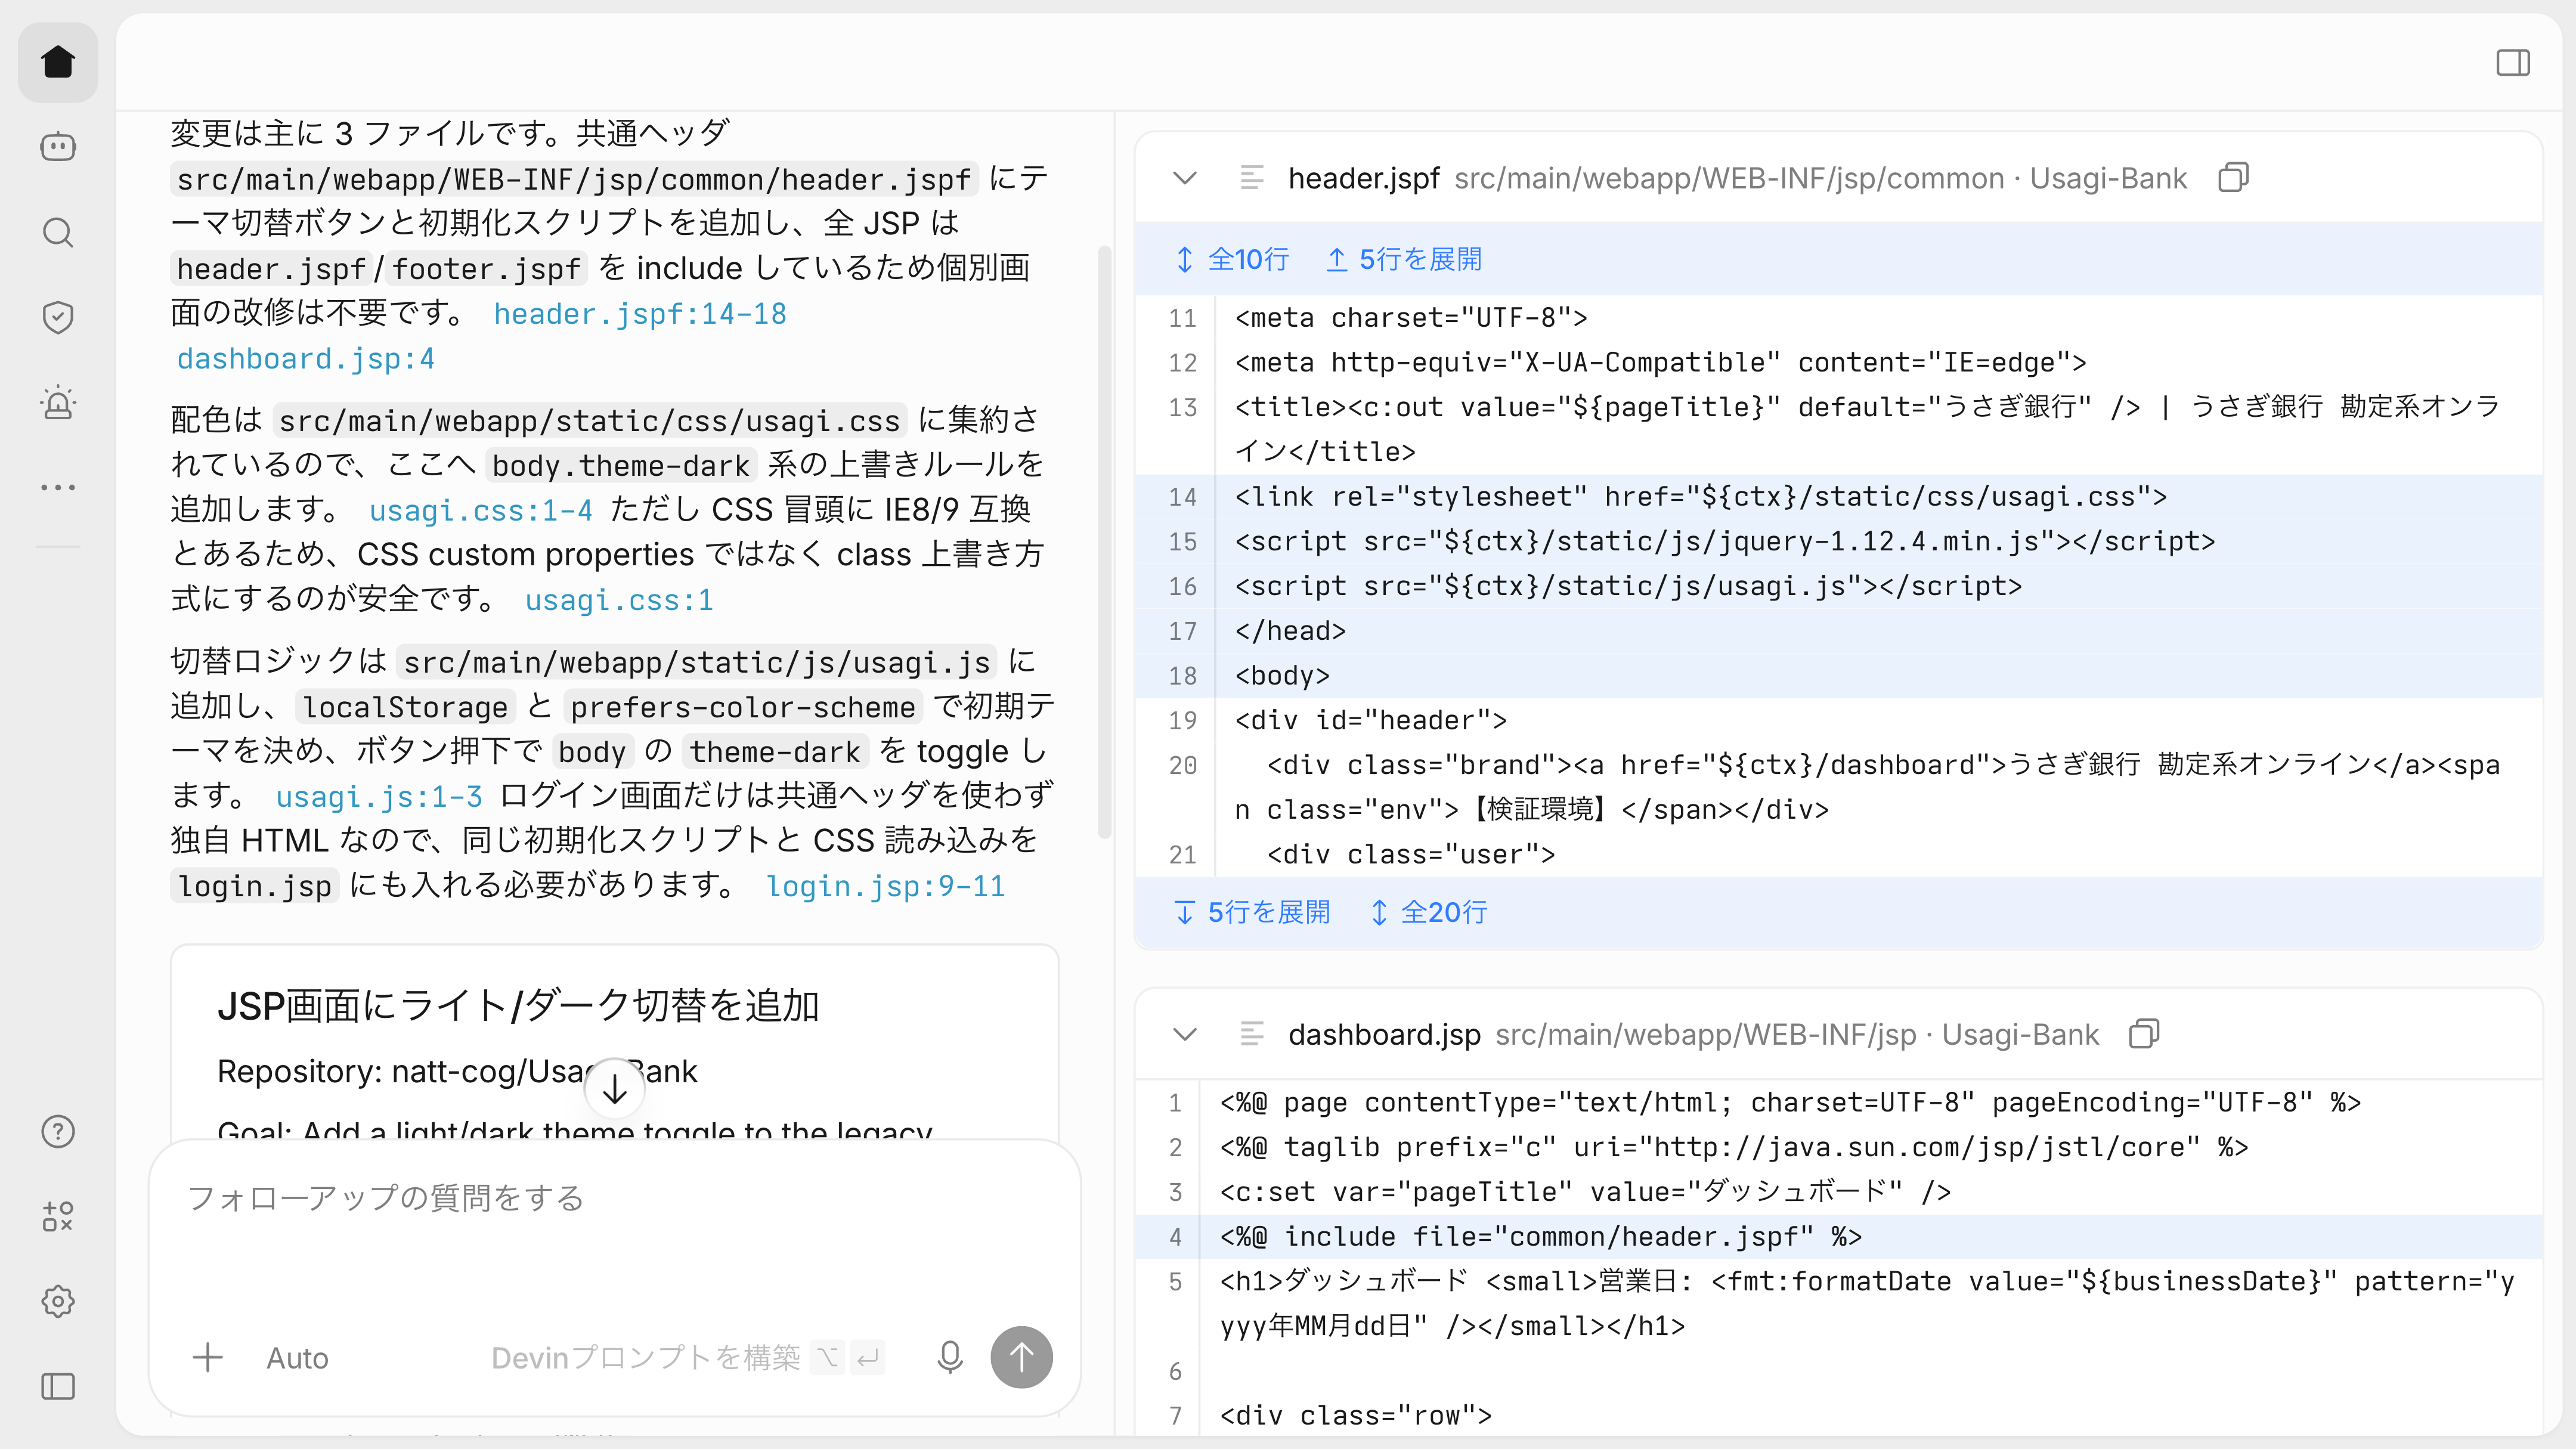 変更は主に 3 ファイルです。共通ヘッダ
src/main/webapp/WEB-INF/jsp/common/header.jspf にテ
ーマ切替ボタンと初期化スクリプトを追加し、全 JSP は
header.jspf/footer.jspf を include しているため個別画
面の改修は不要です。 header.jspf:14-18
dashboard.jsp:4
配色は src/main/webapp/static/css/usagi.css に集約さ
れているので、ここへ body.theme-dark 系の上書きルールを
追加します。 usagi.css:1-4 ただし CSS 冒頭に IE8/9 互換
とあるため、CSS custom properties ではなく class 上書き方
式にするのが安全です。 usagi.css:1
切替ロジックは src/main/webapp/static/js/usagi.js に
追加し、 localStorage と prefers-color-scheme で初期テ
ーマを決め、ボタン押下で body の theme-dark を toggle し
ます。 usagi.js:1-3 ログイン画面だけは共通ヘッダを使わず
独自 HTML なので、同じ初期化スクリプトと CSS 読み込みを
login.jsp にも入れる必要があります。 login.jsp:9-11
JSP画面にライト/ダーク切替を追加
Repository: natt-cog/Usagi-Bank
Goal: Add a light/dark theme toggle to the legacy
フォローアップの質問をする
Auto
Devinプロンプトを構築
header.jspf src/main/webapp/WEB-INF/jsp/common · Usagi-Bank
全10行 5行を展開
11 <meta charset="UTF-8">
12 <meta http-equiv="X-UA-Compatible" content="IE=edge">
13 <title><c:out value="${pageTitle}" default="うさぎ銀行" /> | うさぎ銀行 勘定系オンラ
イン</title>
14 <link rel="stylesheet" href="${ctx}/static/css/usagi.css">
15 <script src="${ctx}/static/js/jquery-1.12.4.min.js"></script>
16 <script src="${ctx}/static/js/usagi.js"></script>
17 </head>
18 <body>
19 <div id="header">
20 <div class="brand"><a href="${ctx}/dashboard">うさぎ銀行 勘定系オンライン</a><spa
n class="env">【検証環境】</span></div>
21 <div class="user">
5行を展開 全20行
dashboard.jsp src/main/webapp/WEB-INF/jsp · Usagi-Bank
1 <%@ page contentType="text/html; charset=UTF-8" pageEncoding="UTF-8" %>
2 <%@ taglib prefix="c" uri="http://java.sun.com/jsp/jstl/core" %>
3 <c:set var="pageTitle" value="ダッシュボード" />
4 <%@ include file="common/header.jspf" %>
5 <h1>ダッシュボード <small>営業日: <fmt:formatDate value="${businessDate}" pattern="y
yyy年MM月dd日" /></small></h1>
6
7 <div class="row">